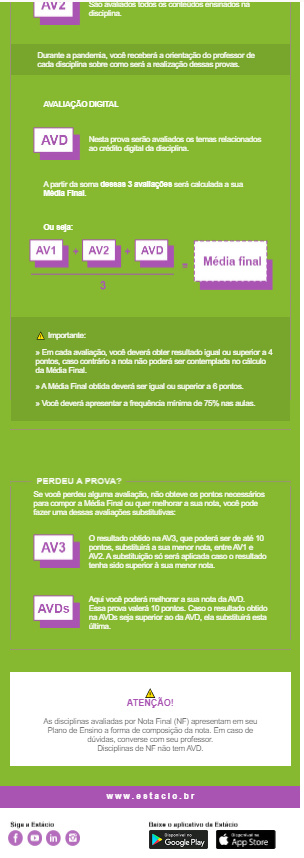 AV2
São avaliados todos os conteúdos ensinados na
disciplina.
Durante a pandemia, você receberá a orientação do professor de
cada disciplina sobre como será a realização dessas provas.
AVALIAÇÃO DIGITAL
AVD
Nesta prova serão avaliados os temas relacionados
ao crédito digital da disciplina.
A partir da soma dessas 3 avaliações será calculada a sua
Média Final.
Ou seja:
AV1 + AV2 + AVD = Média final
3
Importante:
» Em cada avaliação, você deverá obter resultado igual ou superior a 4
pontos, caso contrário a nota não poderá ser contemplada no cálculo
da Média Final.
» A Média Final obtida deverá ser igual ou superior a 6 pontos.
» Você deverá apresentar a frequência mínima de 75% nas aulas.
PERDEU A PROVA?
Se você perdeu alguma avaliação, não obteve os pontos necessários
para compor a Média Final ou quer melhorar a sua nota, você pode
fazer uma dessas avaliações substitutivas:
AV3
O resultado obtido na AV3, que poderá ser de até 10
pontos, substituirá a sua menor nota, entre AV1 e
AV2. A substituição só será aplicada caso o resultado
tenha sido superior à sua menor nota.
AVDs
Aqui você poderá melhorar a sua nota da AVD.
Essa prova valerá 10 pontos. Caso o resultado obtido
na AVDs seja superior ao da AVD, ela substituirá esta
última.
ATENÇÃO!
As disciplinas avaliadas por Nota Final (NF) apresentam em seu
Plano de Ensino a forma de composição da nota. Em caso de
dúvidas, converse com seu professor.
Disciplinas de NF não tem AVD.
www.estacio.br
Siga a Estácio
Baixe o aplicativo da Estácio
Disponível no
Google Play
Disponível na
App Store